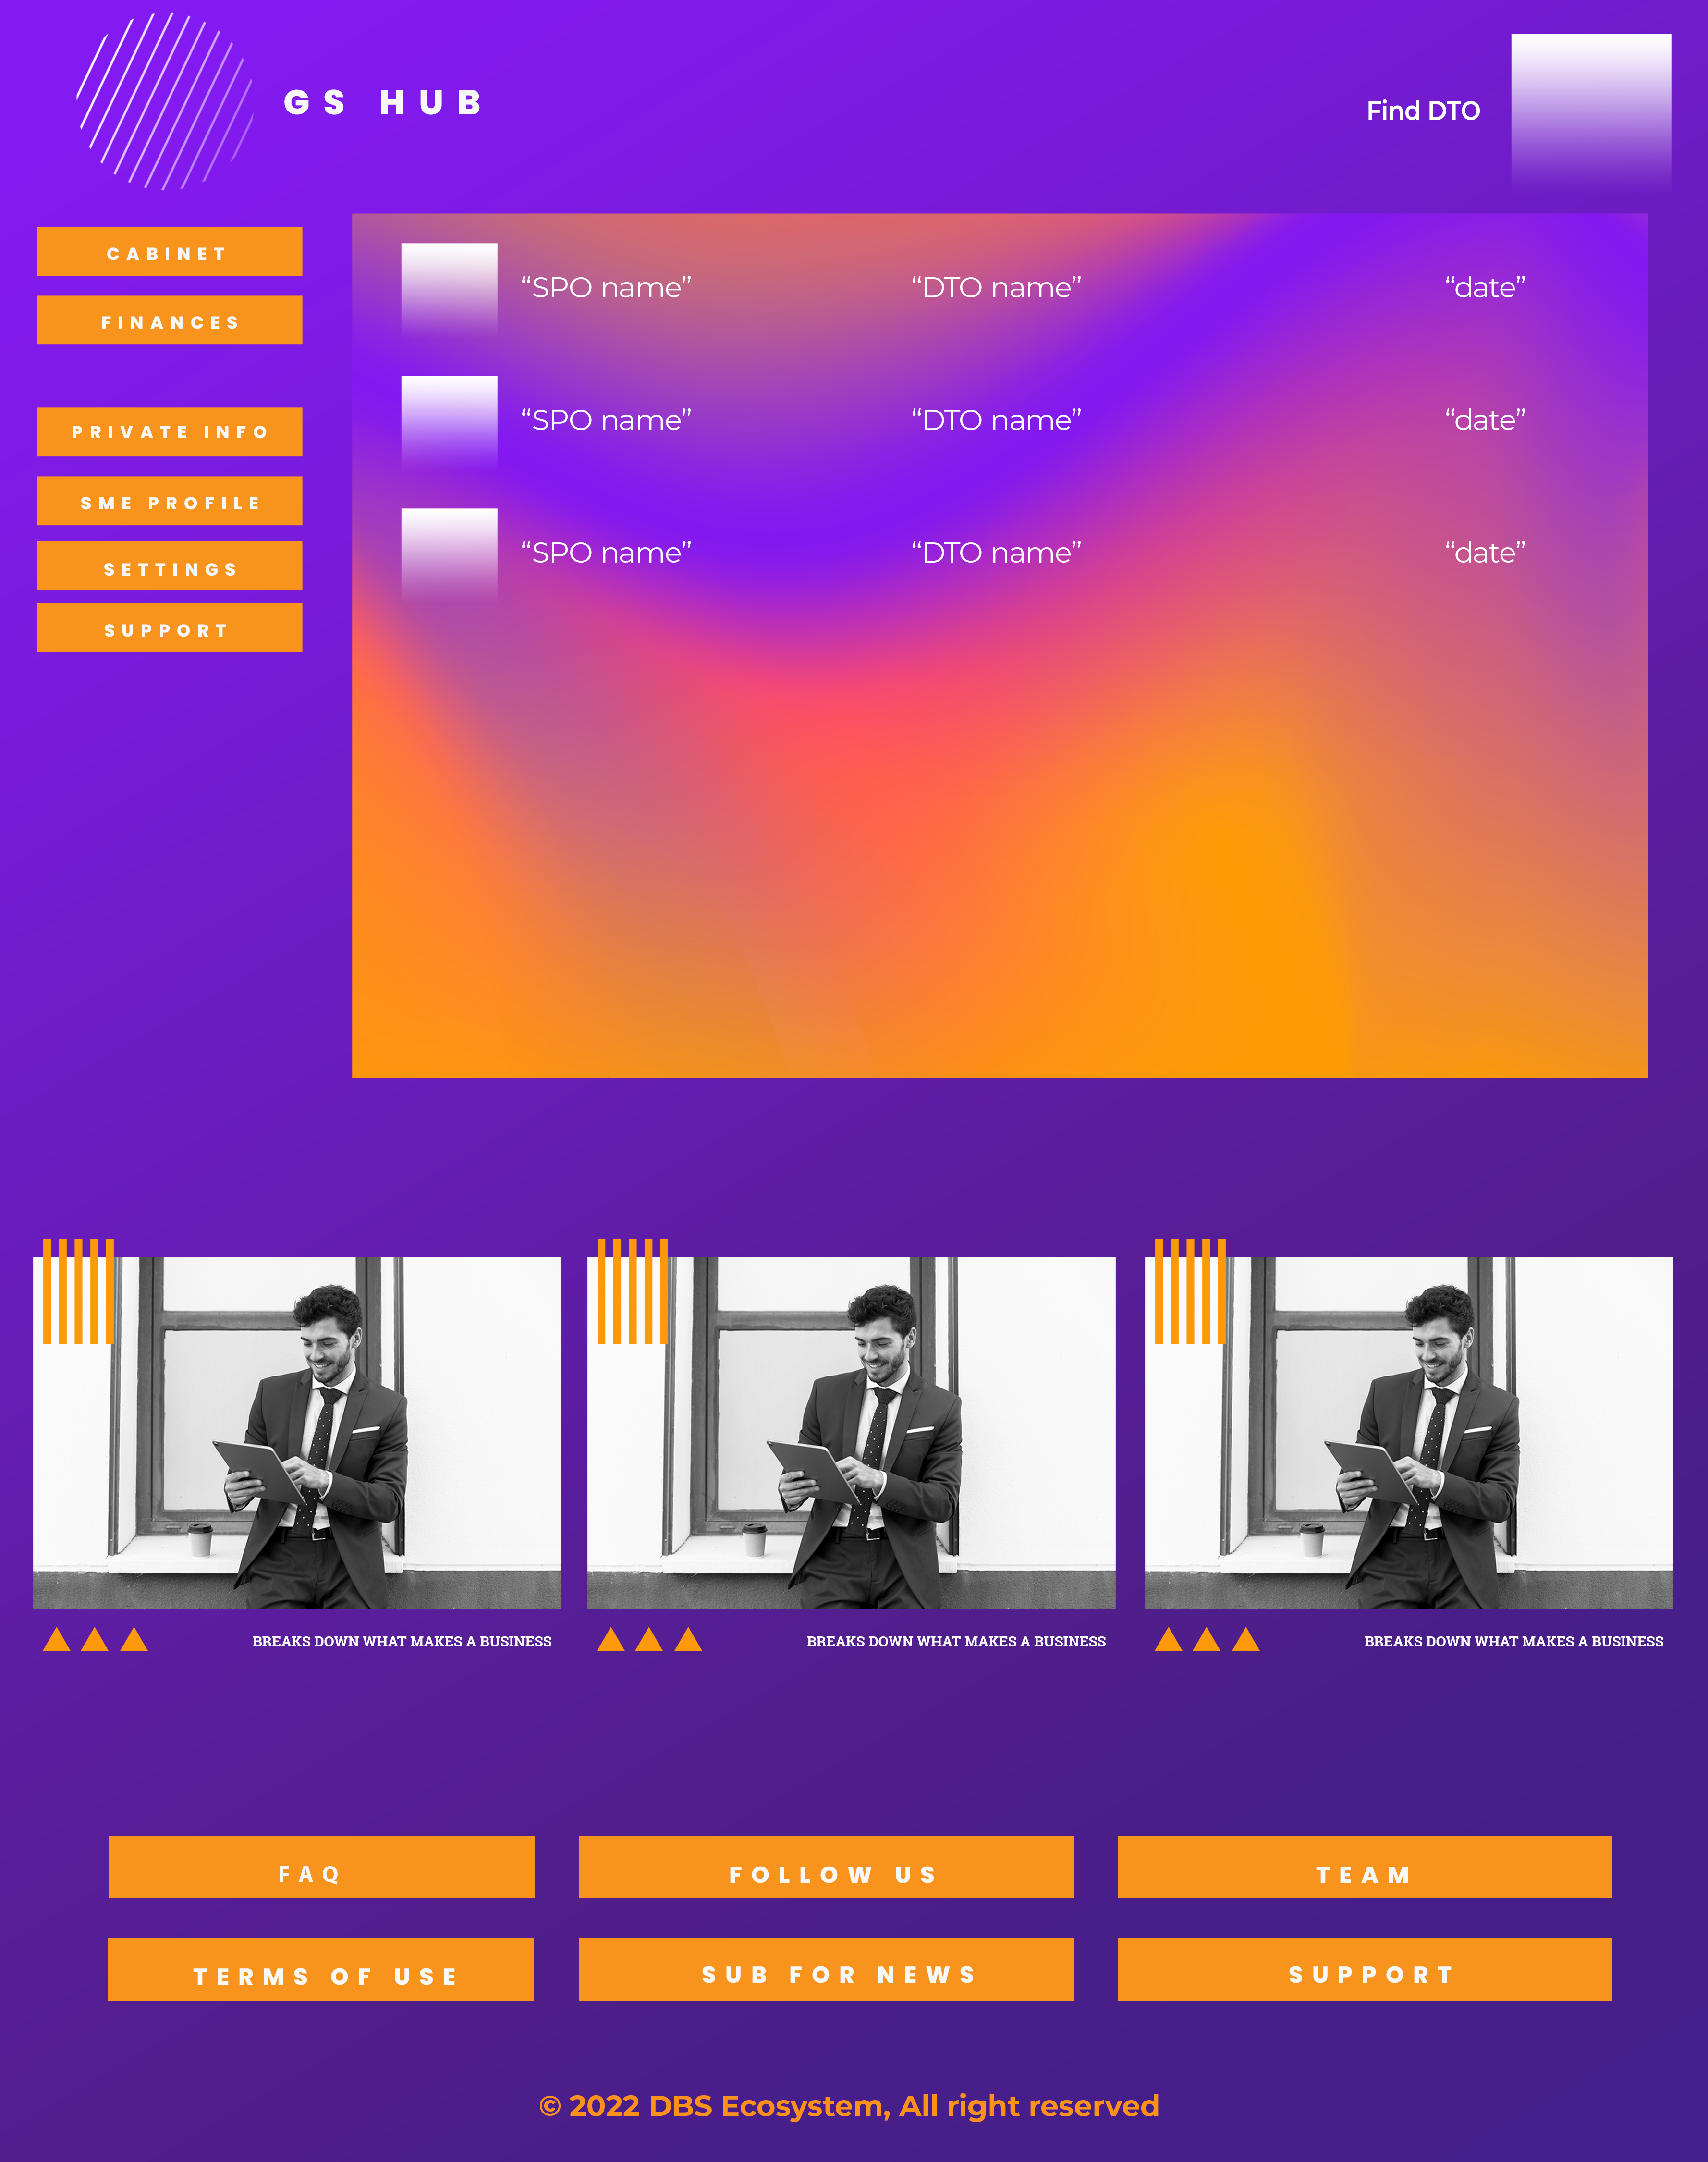 GS HUB
Find DTO
CABINET
FINANCES
PRIVATE INFO
SME PROFILE
SETTINGS
SUPPORT
“SPO name” “DTO name” “date”
“SPO name” “DTO name” “date”
“SPO name” “DTO name” “date”
BREAKS DOWN WHAT MAKES A BUSINESS
BREAKS DOWN WHAT MAKES A BUSINESS
BREAKS DOWN WHAT MAKES A BUSINESS
FAQ
FOLLOW US
TEAM
TERMS OF USE
SUB FOR NEWS
SUPPORT
© 2022 DBS Ecosystem, All right reserved